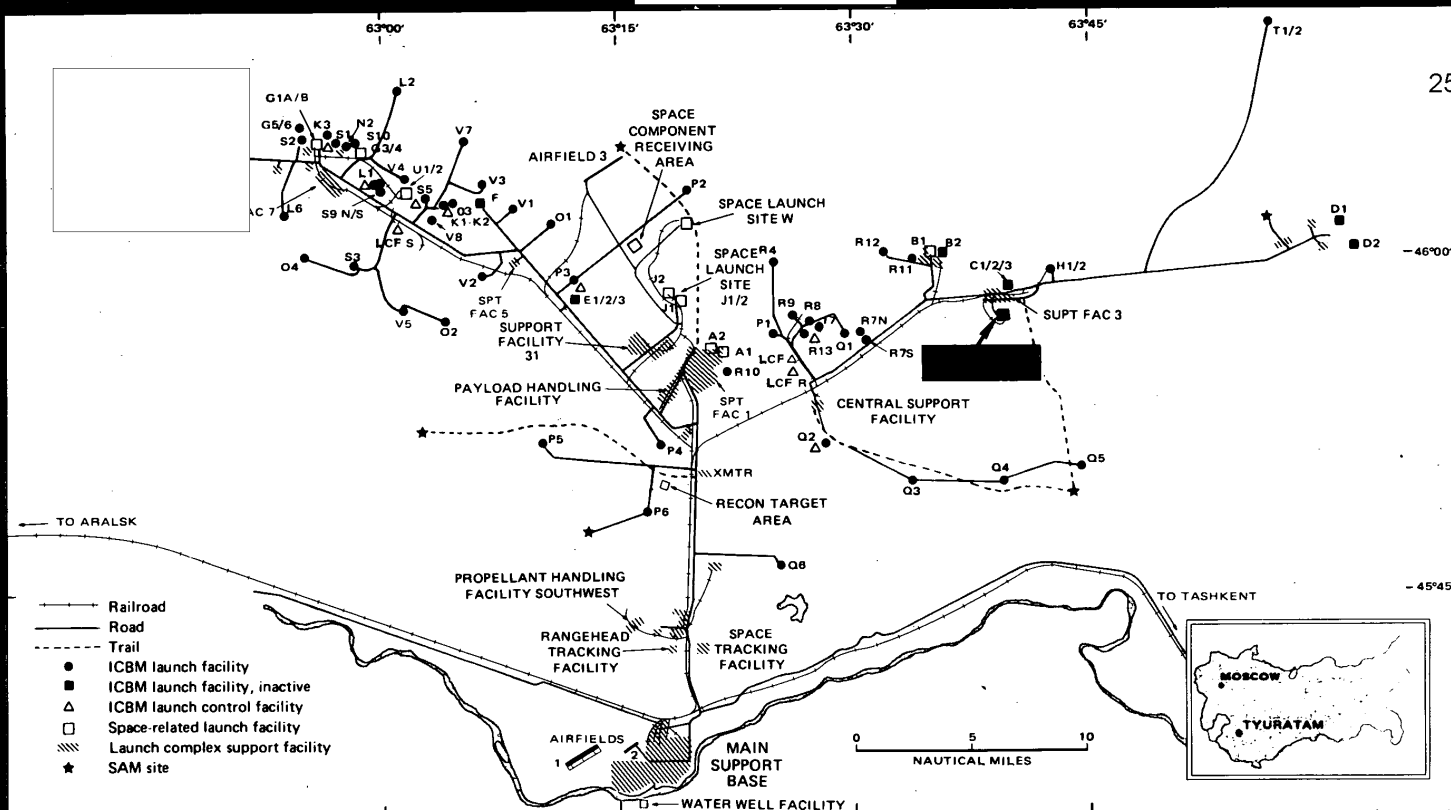 63°00'
63°15'
63°30'
63°45'
T1/2
25
L2
G1A/B
G5/6
K3
N2
S1
S10
S2
G3/4
V7
SPACE
COMPONENT
RECEIVING
AREA
AIRFIELD 3
V4
U1/2
L1
S5
V3
F
P2
AC 7
L6
S9 N/S
O3
K1-K2
V1
O1
V8
LCF S
SPACE LAUNCH
SITE W
D1
D2
R12
B1
B2
R11
46°00'
R4
C1/2/3
H1/2
O4
S3
V2
SPT
FAC 5
P3
E1/2/3
J2
J1
SPACE
LAUNCH
SITE
J1/2
V5
O2
SUPPORT
FACILITY
31
R9
R8
P1
I7
R13
Q1
R7N
R7S
SUPT FAC 3
A2
A1
R10
LCF
LCF R
PAYLOAD HANDLING
FACILITY
SPT
FAC 1
CENTRAL SUPPORT
FACILITY
P5
P4
Q2
Q3
Q4
Q5
XMTR
RECON TARGET
AREA
P6
TO ARALSK
Q6
45°45'
PROPELLANT HANDLING
FACILITY SOUTHWEST
TO TASHKENT
RANGEHEAD
TRACKING
FACILITY
SPACE
TRACKING
FACILITY
Railroad
Road
Trail
ICBM launch facility
ICBM launch facility, inactive
ICBM launch control facility
Space-related launch facility
Launch complex support facility
SAM site
MOSCOW
TYURATAM
AIRFIELDS
1
2
MAIN
SUPPORT
BASE
0 5 10
NAUTICAL MILES
WATER WELL FACILITY